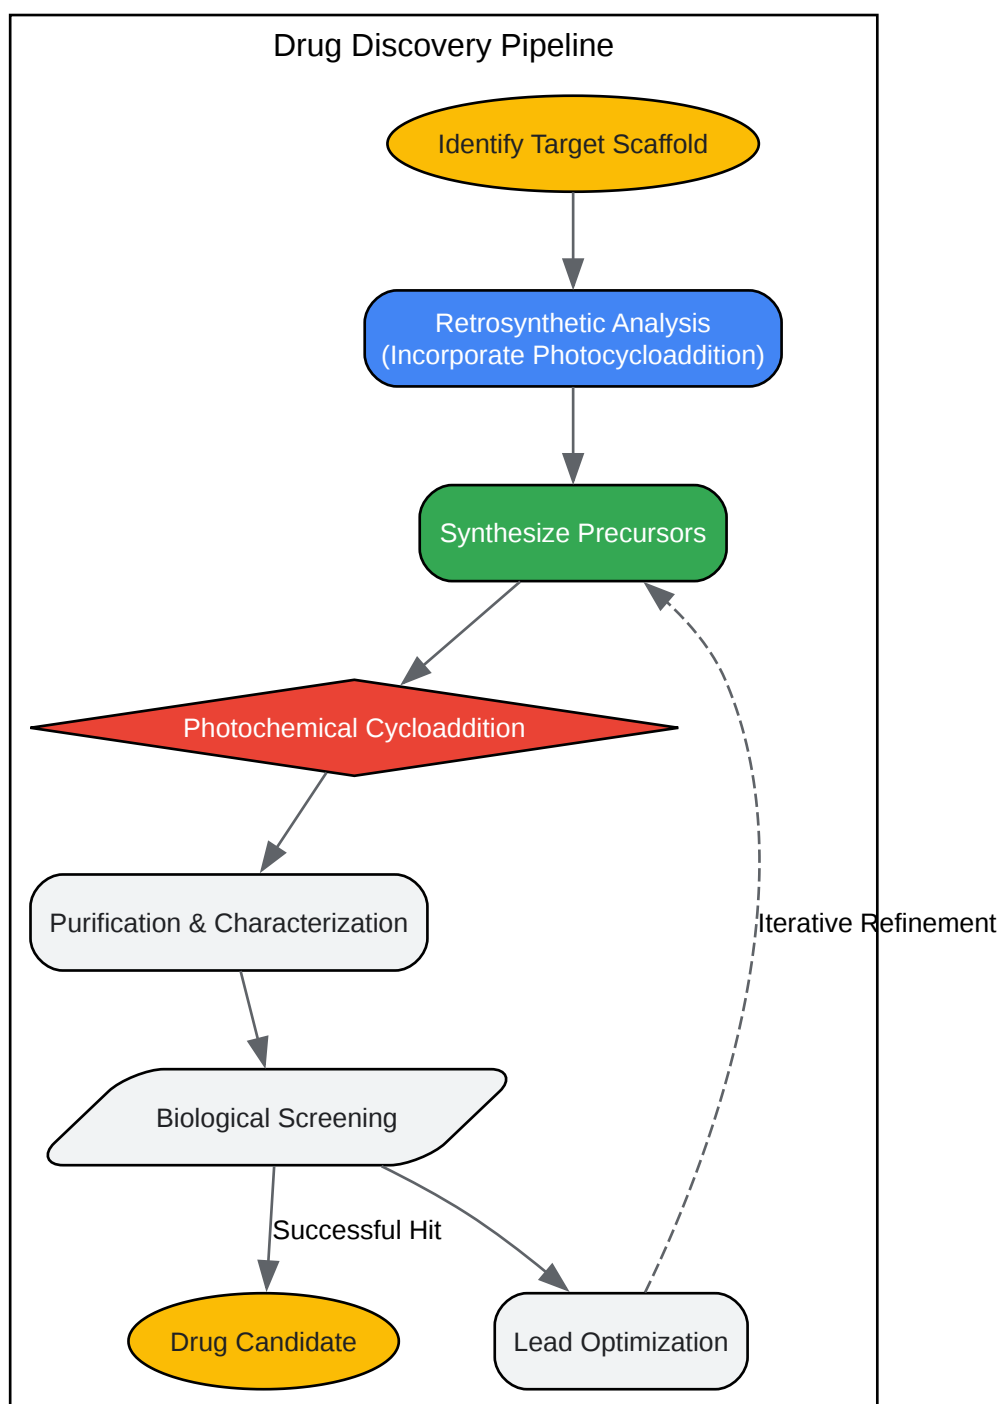 Drug Discovery Pipeline
Identify Target Scaffold
Retrosynthetic Analysis
(Incorporate Photocycloaddition)
Synthesize Precursors
Photochemical Cycloaddition
Purification & Characterization
Iterative Refinement
Biological Screening
Successful Hit
Drug Candidate
Lead Optimization